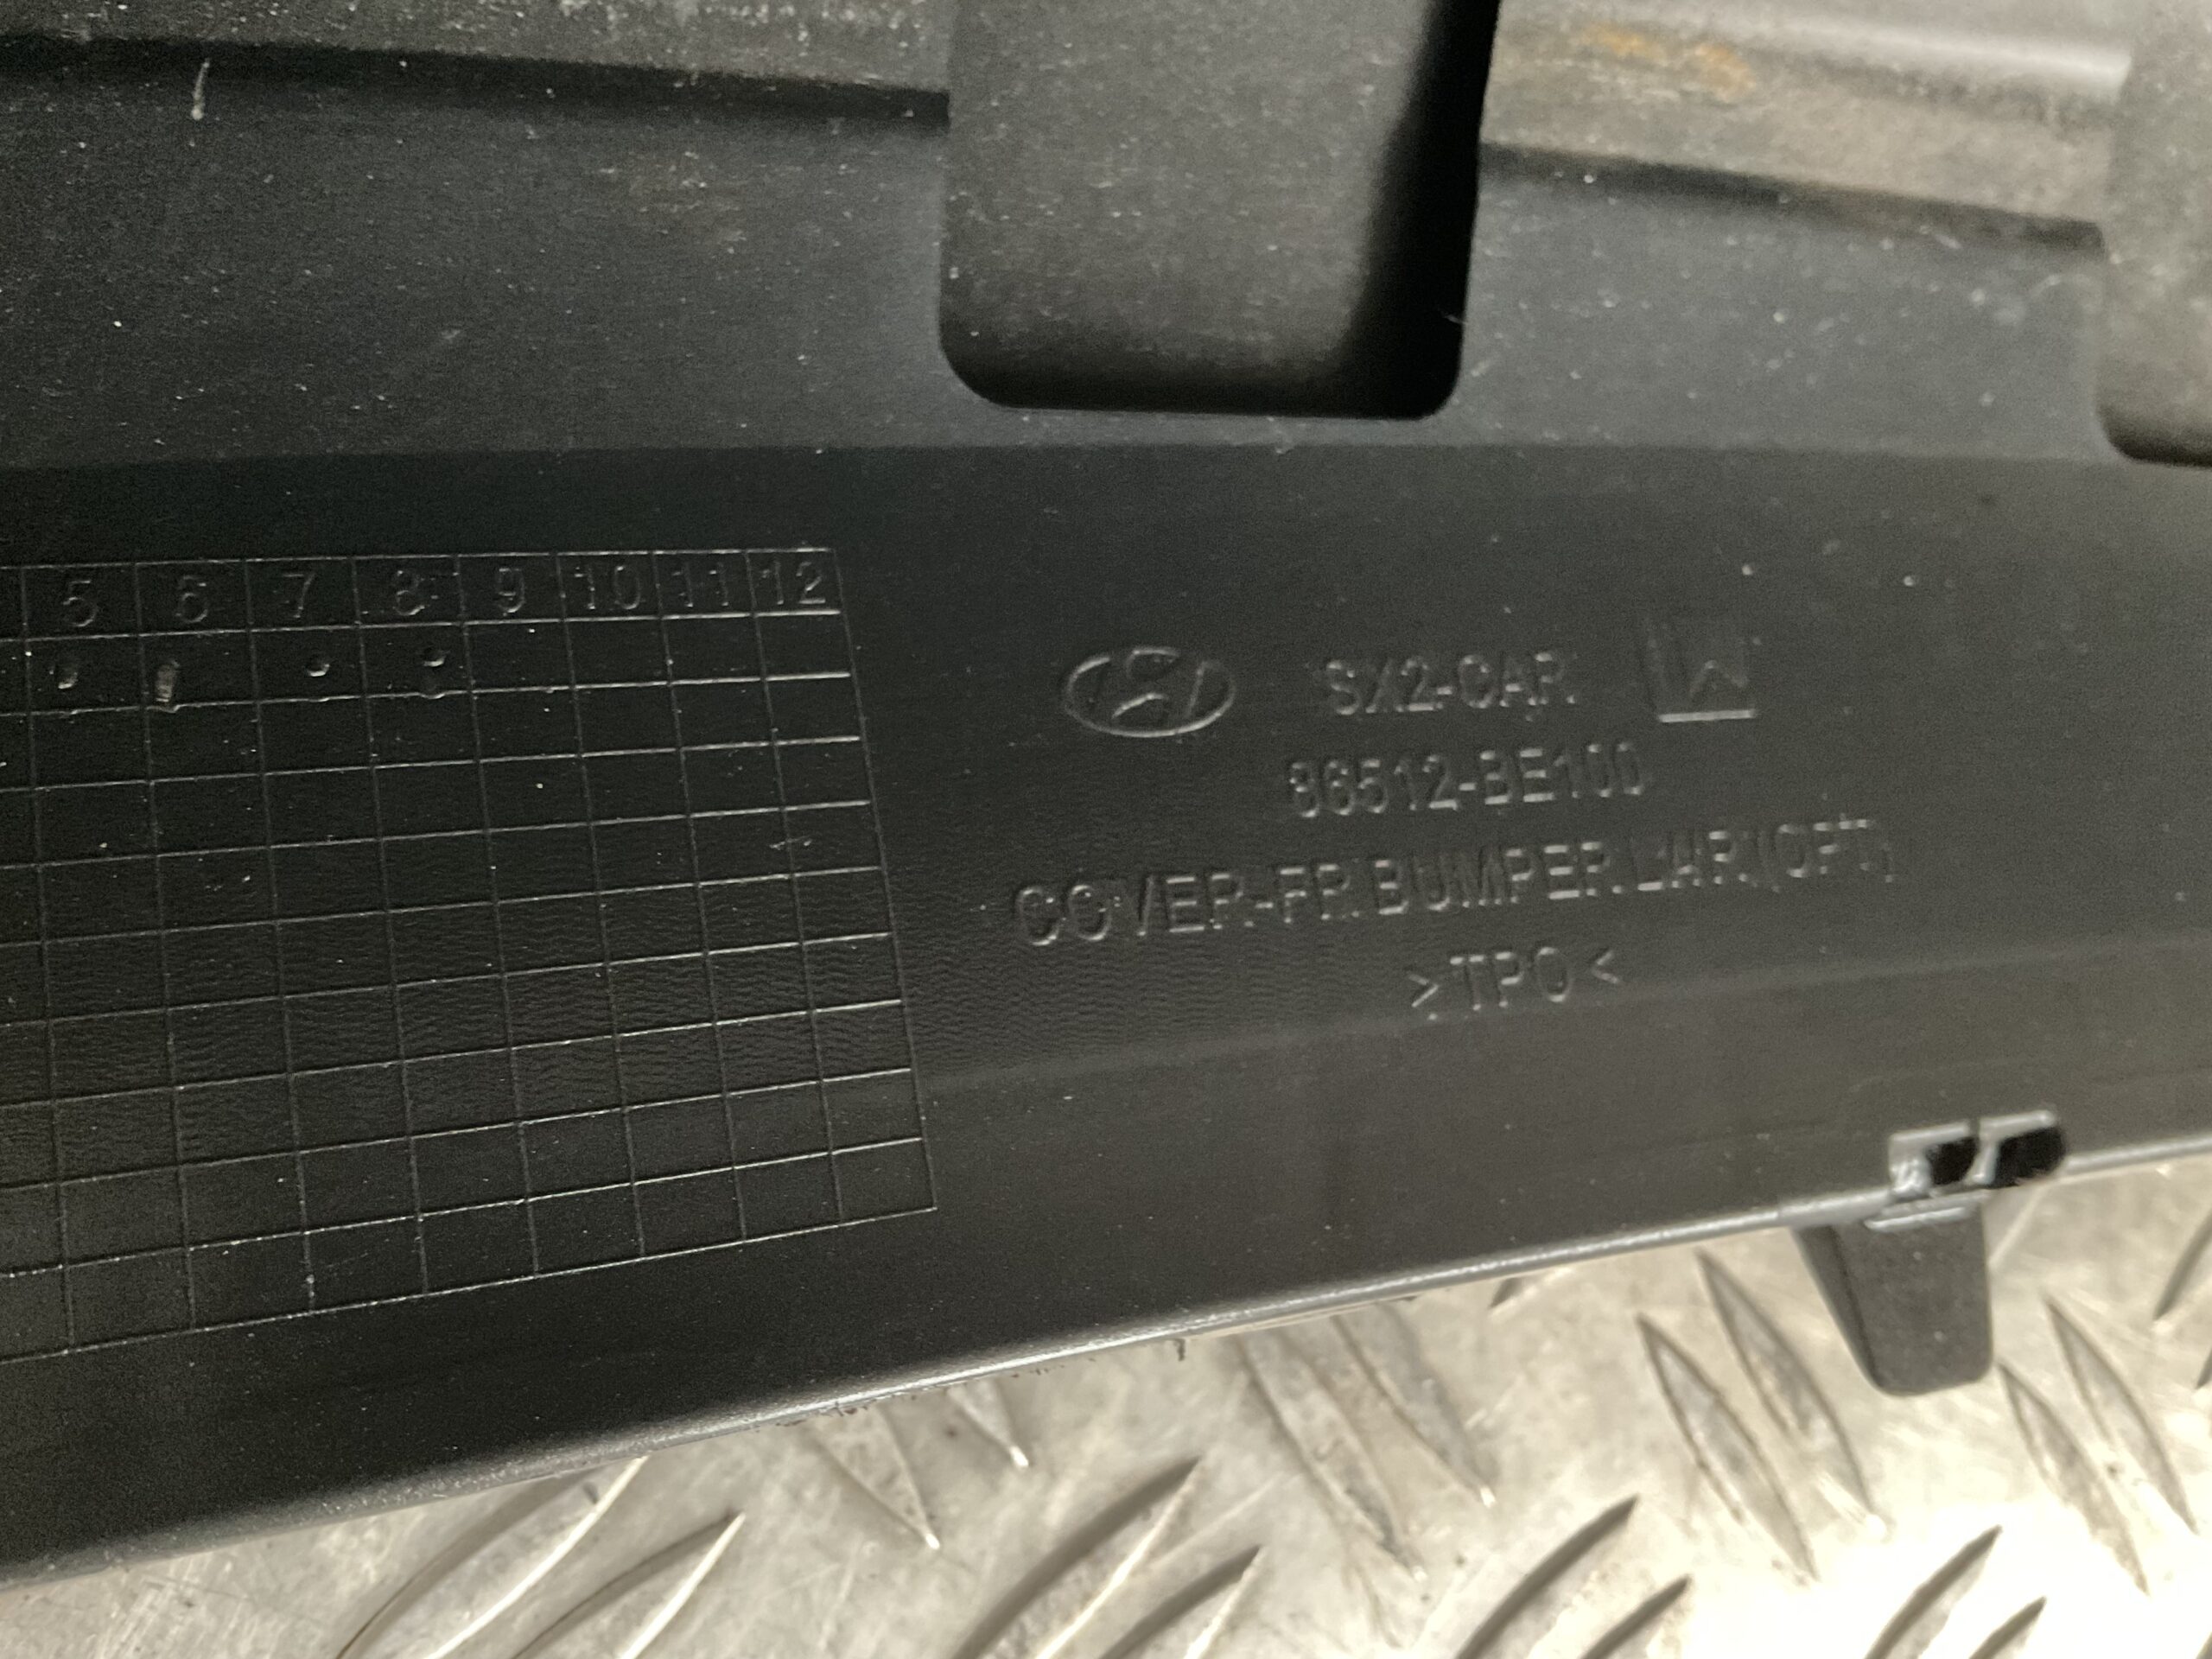 5 6 7 8 9 10 11 12
SX2-CAR
86512-BE100
COVER-FR BUMPER LWR(OPT)
>TPO<